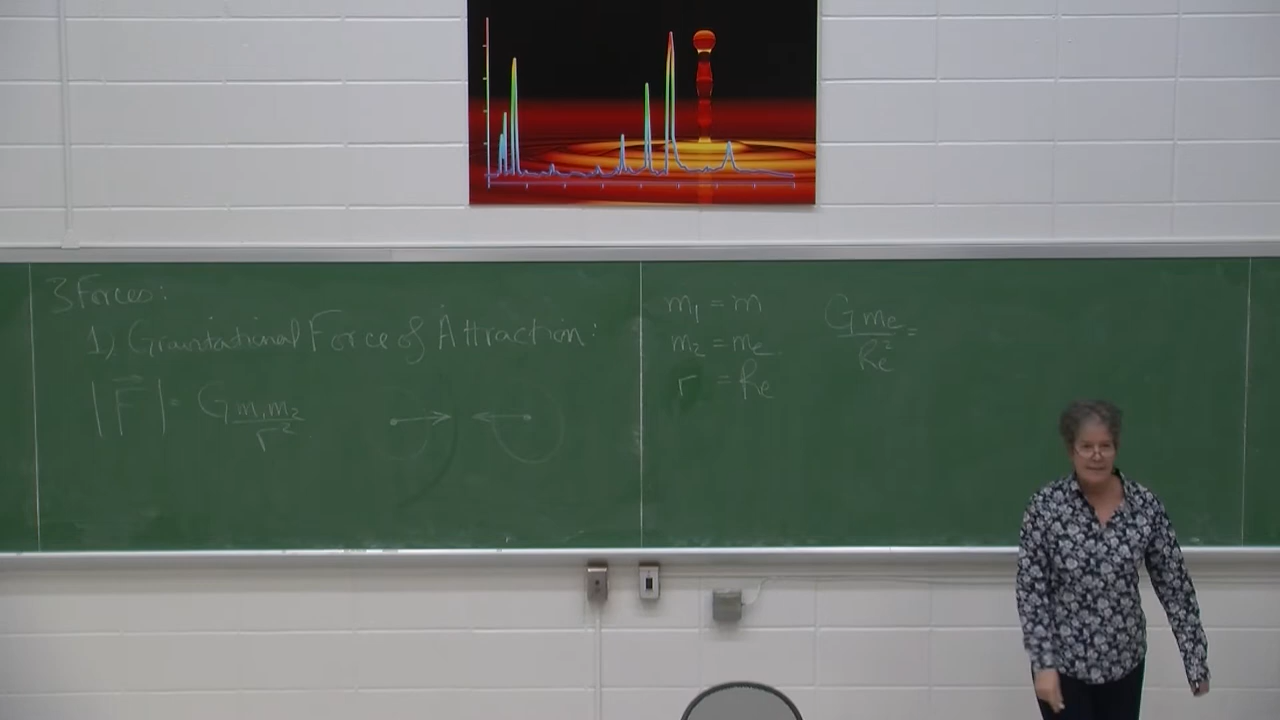 3 Forces:
1) Gravitational Force of Attraction:
|F⃗| = G m₁m₂ / r²
m₁ = m
m₂ = mₑ
r = Rₑ
G mₑ / Rₑ² =